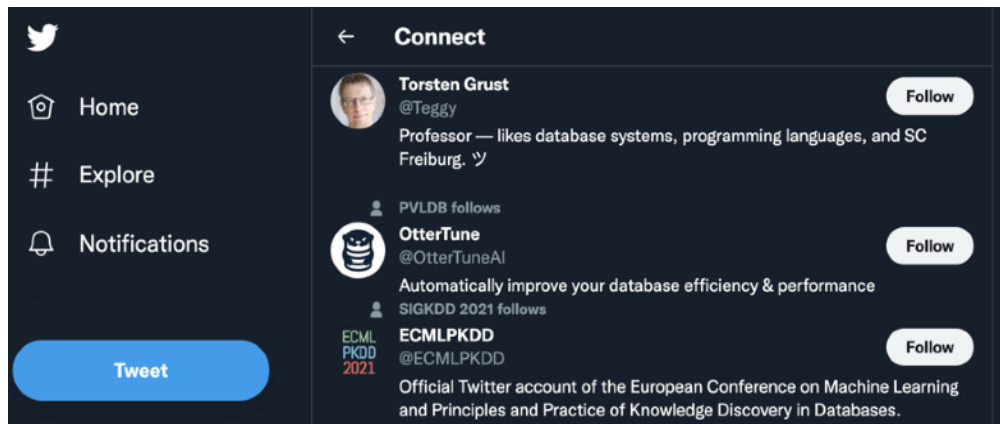 Home
Explore
Notifications
Tweet
Connect
Torsten Grust
@Teggy
Follow
Professor — likes database systems, programming languages, and SC
Freiburg. ツ
PVLDB follows
OtterTune
@OtterTuneAI
Follow
Automatically improve your database efficiency & performance
SIGKDD 2021 follows
ECML
PKDD
2021
ECMLPKDD
@ECMLPKDD
Follow
Official Twitter account of the European Conference on Machine Learning
and Principles and Practice of Knowledge Discovery in Databases.